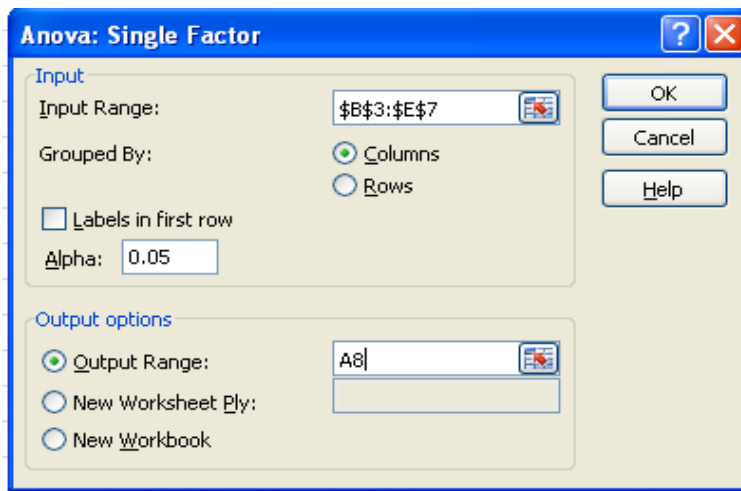 Anova: Single Factor
Input
Input Range: $B$3:$E$7
Grouped By: Columns
Rows
Labels in first row
Alpha: 0.05
OK
Cancel
Help
Output options
Output Range: A8
New Worksheet Ply:
New Workbook